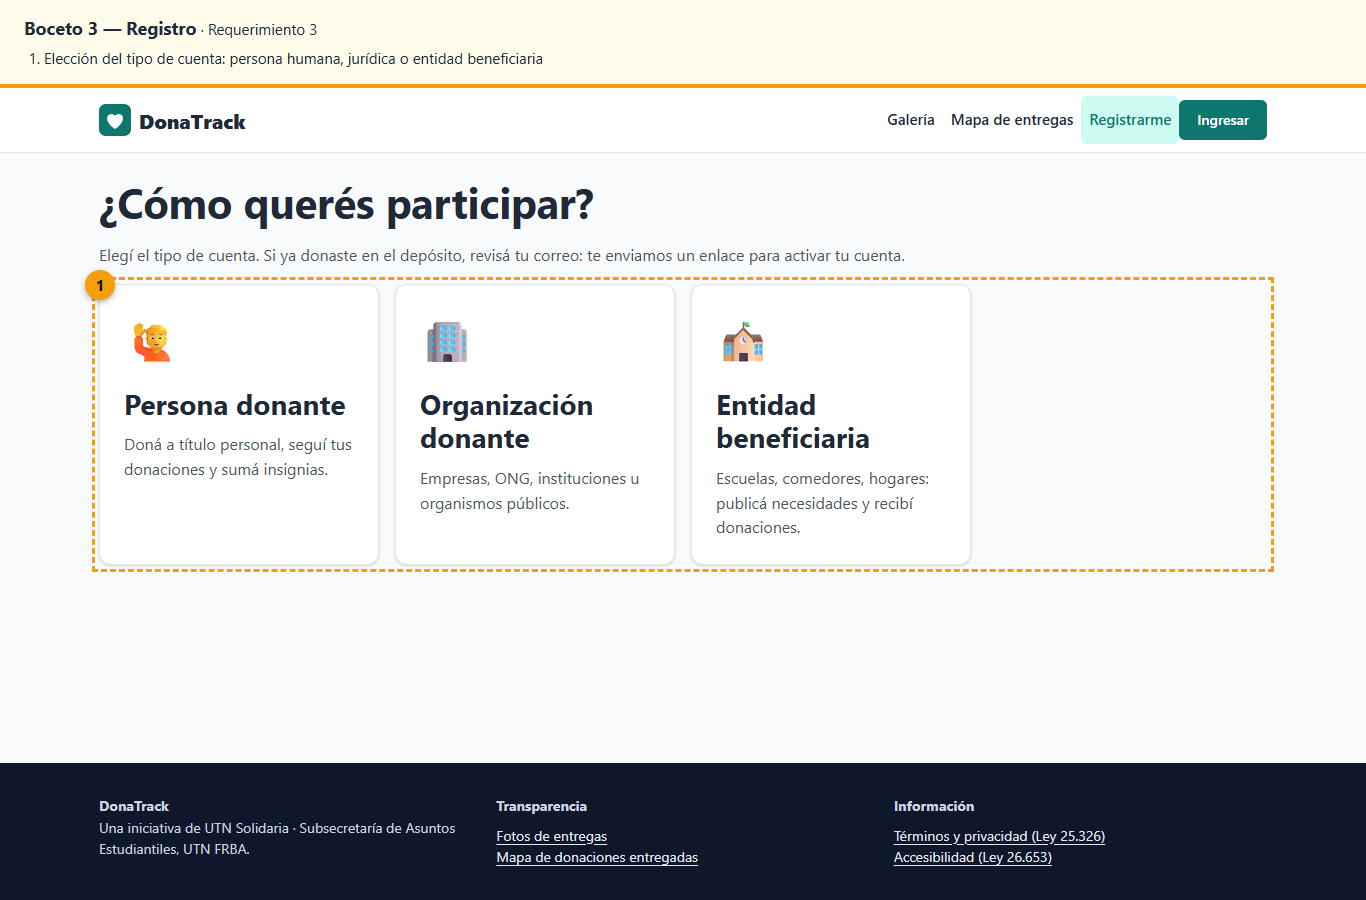 Boceto 3 — Registro · Requerimiento 3
1. Elección del tipo de cuenta: persona humana, jurídica o entidad beneficiaria
DonaTrack
Galería
Mapa de entregas
Registrarme
Ingresar
¿Cómo querés participar?
Elegí el tipo de cuenta. Si ya donaste en el depósito, revisá tu correo: te enviamos un enlace para activar tu cuenta.
1
Persona donante
Doná a título personal, seguí tus
donaciones y sumá insignias.
Organización
donante
Empresas, ONG, instituciones u
organismos públicos.
Entidad
beneficiaria
Escuelas, comedores, hogares:
publicá necesidades y recibí
donaciones.
DonaTrack
Una iniciativa de UTN Solidaria · Subsecretaría de Asuntos
Estudiantiles, UTN FRBA.
Transparencia
Fotos de entregas
Mapa de donaciones entregadas
Información
Términos y privacidad (Ley 25.326)
Accesibilidad (Ley 26.653)